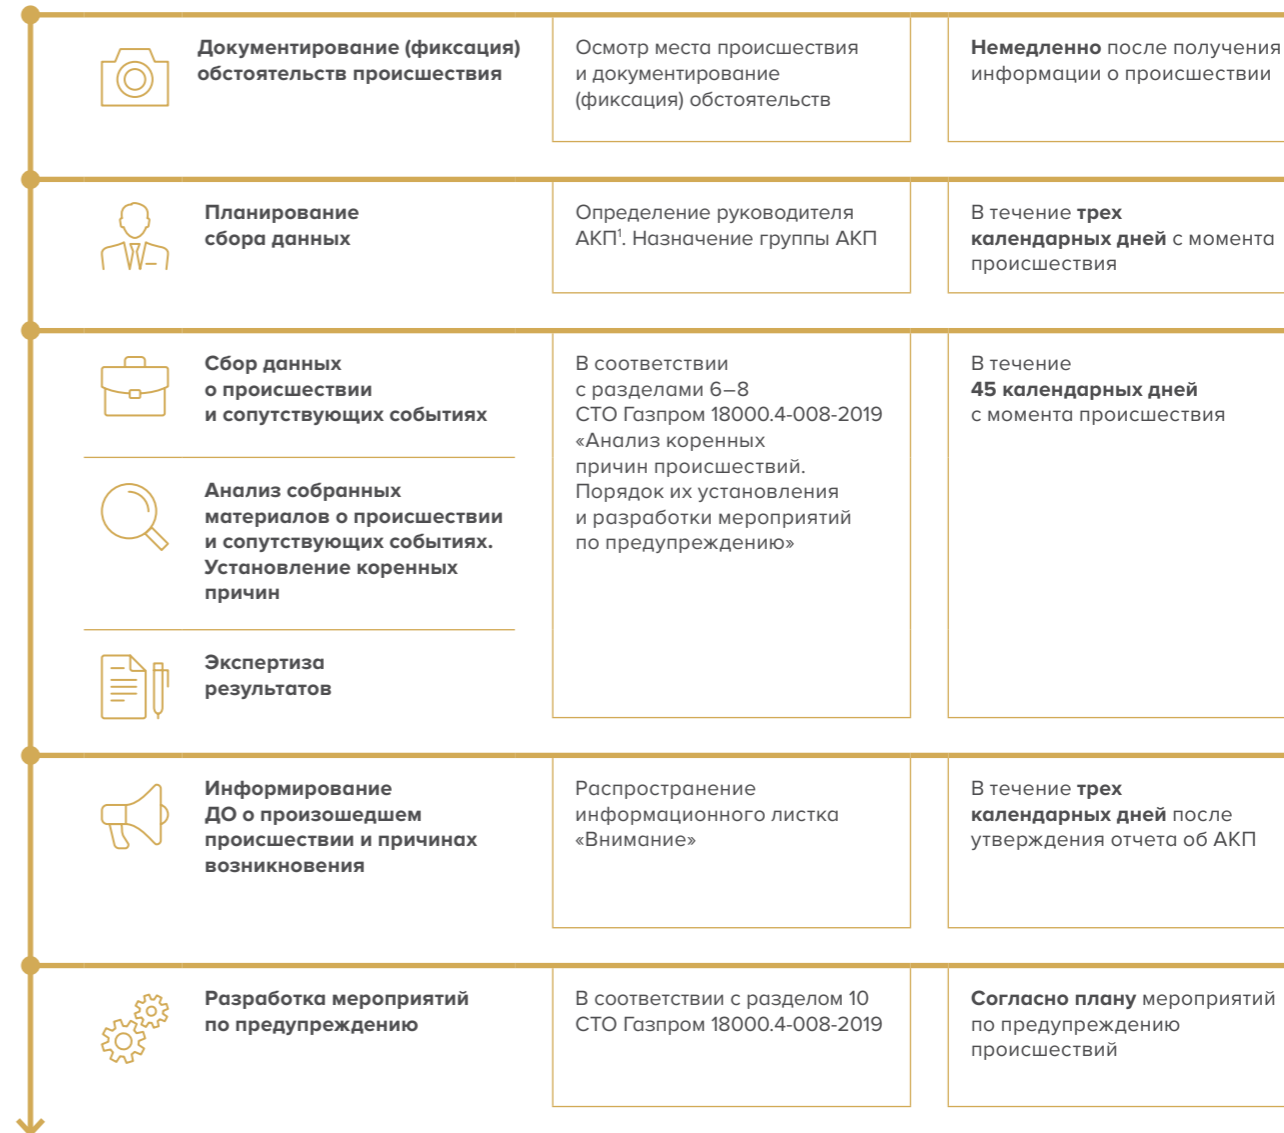 Документирование (фиксация)
обстоятельств происшествия
Осмотр места происшествия
и документирование
(фиксация) обстоятельств
Немедленно после получения
информации о происшествии
Планирование
сбора данных
Определение руководителя
АКП¹. Назначение группы АКП
В течение трех
календарных дней с момента
происшествия
Сбор данных
о происшествии
и сопутствующих событиях
Анализ собранных
материалов о происшествии
и сопутствующих событиях.
Установление коренных
причин
Экспертиза
результатов
В соответствии
с разделами 6–8
СТО Газпром 18000.4-008-2019
«Анализ коренных
причин происшествий.
Порядок их установления
и разработки мероприятий
по предупреждению»
В течение
45 календарных дней
с момента происшествия
Информирование
ДО о произошедшем
происшествии и причинах
возникновения
Распространение
информационного листка
«Внимание»
В течение трех
календарных дней после
утверждения отчета об АКП
Разработка мероприятий
по предупреждению
В соответствии с разделом 10
СТО Газпром 18000.4-008-2019
Согласно плану мероприятий
по предупреждению
происшествий